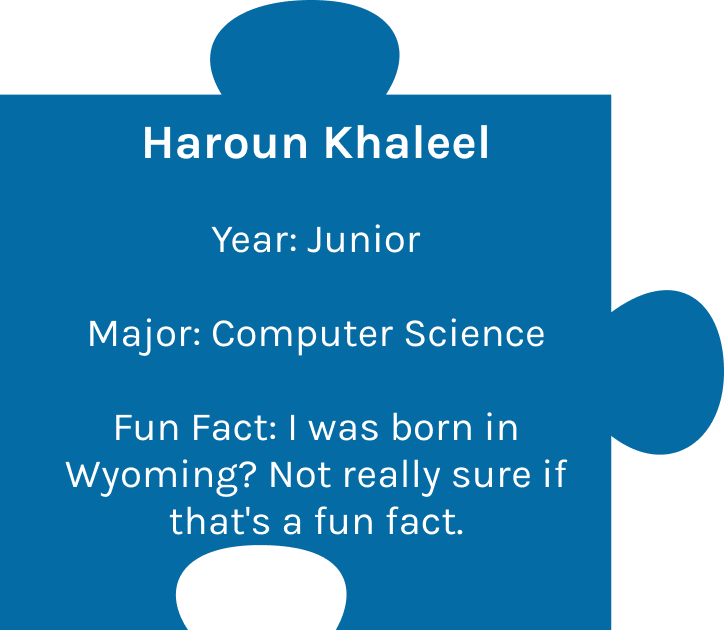 Haroun Khaleel
Year: Junior
Major: Computer Science
Fun Fact: I was born in
Wyoming? Not really sure if
that's a fun fact.